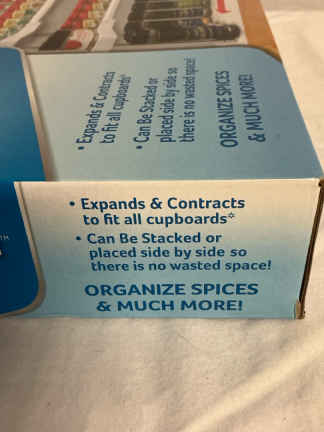 • Expands & Contracts
to fit all cupboards*
• Can Be Stacked or
placed side by side so
there is no wasted space!
ORGANIZE SPICES
& MUCH MORE!
• Expands & Contracts
to fit all cupboards*
• Can Be Stacked or
placed side by side so
there is no wasted space!
ORGANIZE SPICES
& MUCH MORE!
TM